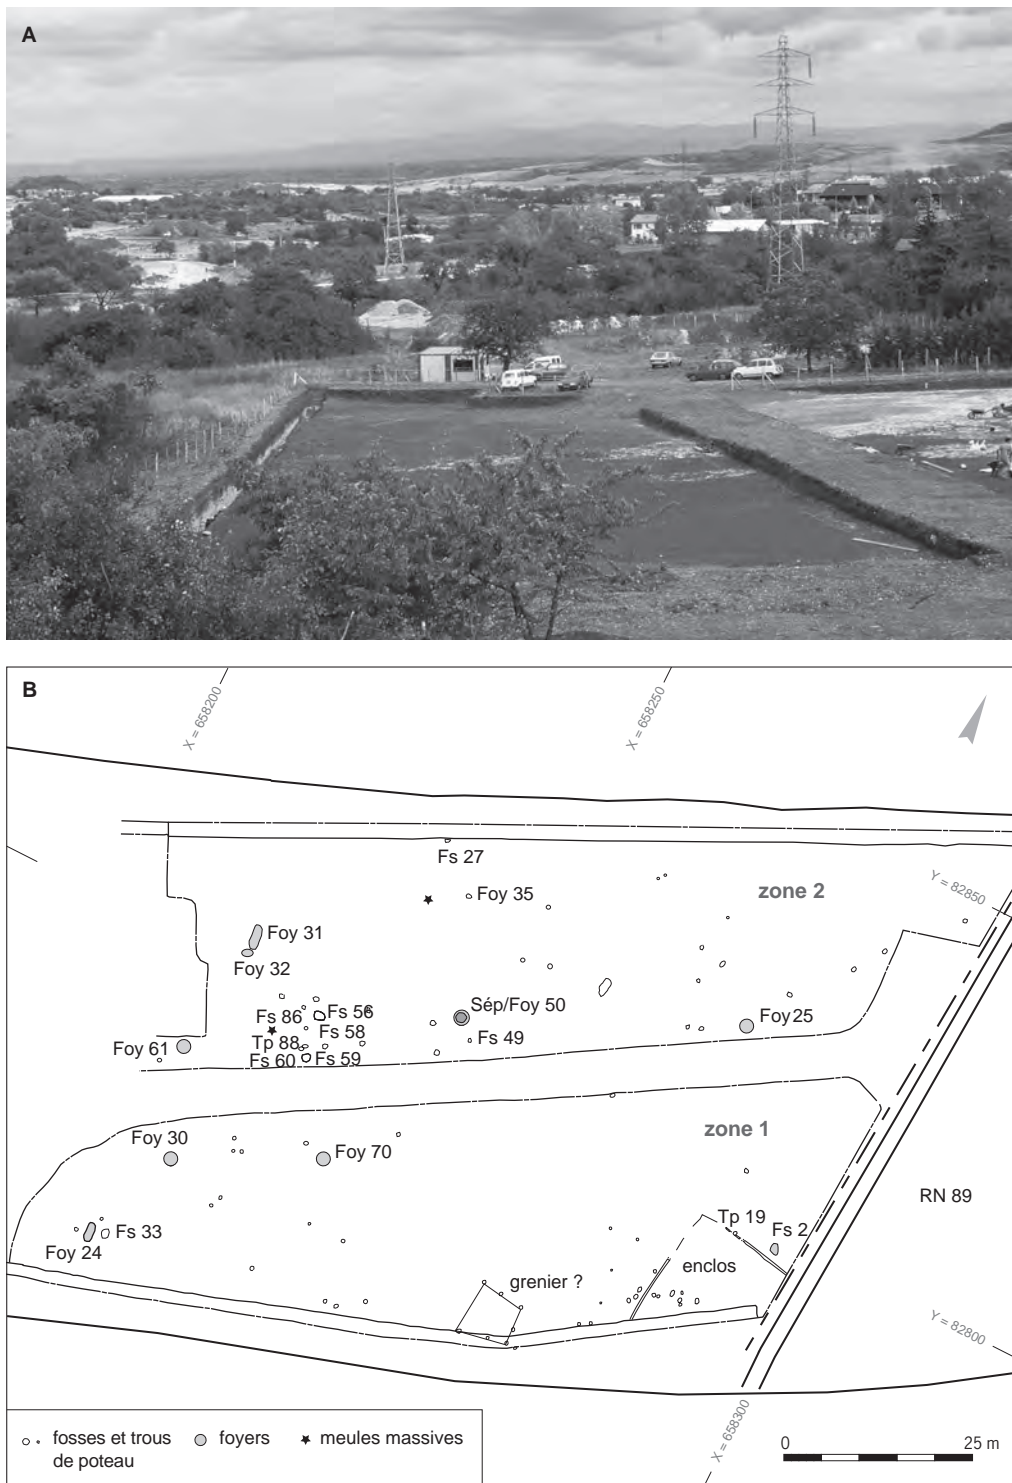 A
B
X = 658200
X = 658250
Fs 27
Foy 35
zone 2
Y = 82850
Foy 31
Foy 32
Fs 56
Fs 86
Sép/Foy 50
Foy 25
Fs 58
Tp 88
Fs 49
Foy 61
Fs 60
Fs 59
zone 1
Foy 30
Foy 70
RN 89
Tp 19
Fs 2
Fs 33
Foy 24
enclos
grenier ?
Y = 82800
X = 658300
fosses et trous
de poteau
foyers
meules massives
0 25 m